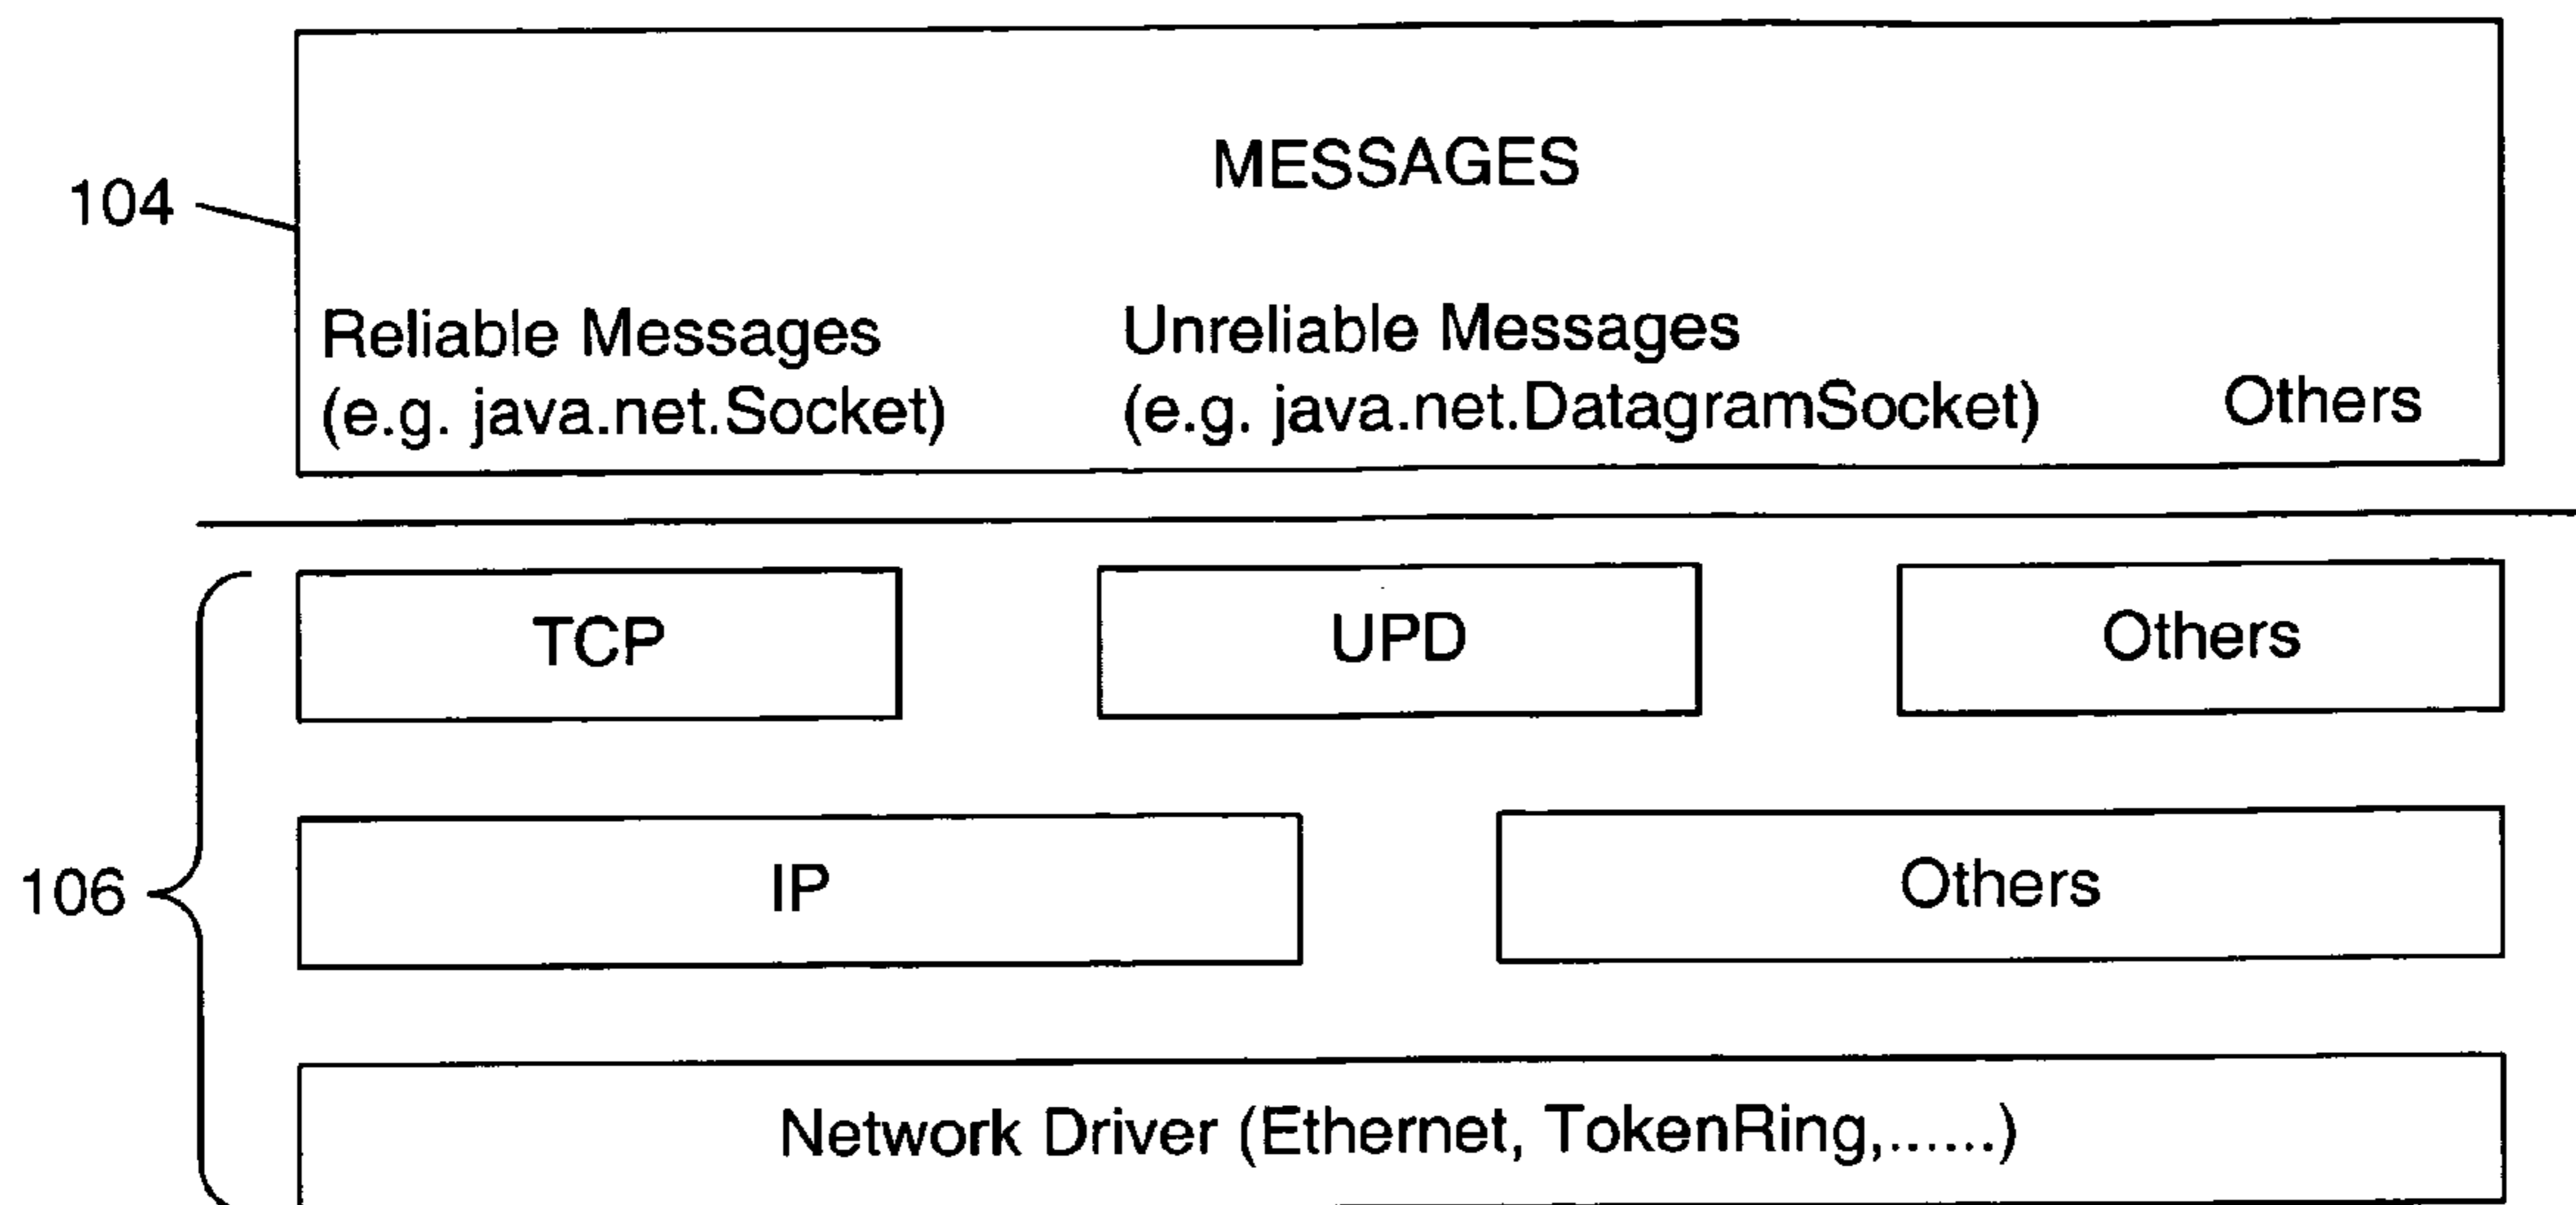 MESSAGES
104
Reliable Messages
(e.g. java.net.Socket)
Unreliable Messages
(e.g. java.net.DatagramSocket)
Others
TCP
UPD
Others
106
IP
Others
Network Driver (Ethernet, TokenRing,......)